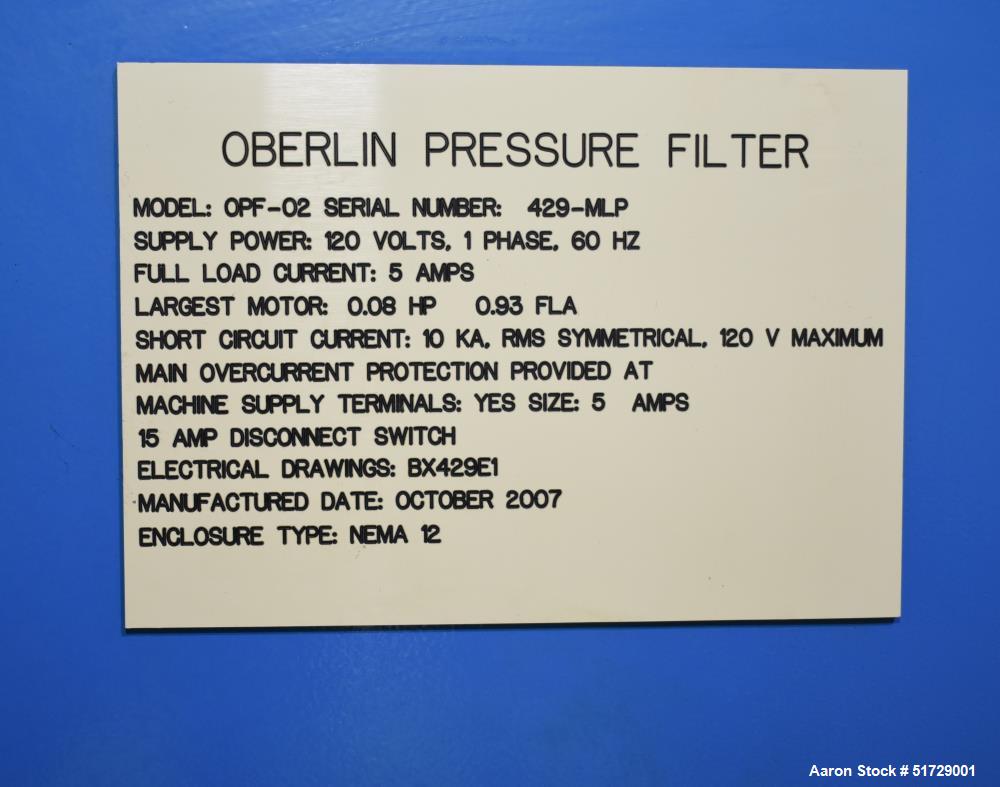 OBERLIN PRESSURE FILTER
MODEL: OPF-02 SERIAL NUMBER: 429-MLP
SUPPLY POWER: 120 VOLTS, 1 PHASE, 60 HZ
FULL LOAD CURRENT: 5 AMPS
LARGEST MOTOR: 0.08 HP 0.93 FLA
SHORT CIRCUIT CURRENT: 10 KA, RMS SYMMETRICAL, 120 V MAXIMUM
MAIN OVERCURRENT PROTECTION PROVIDED AT
MACHINE SUPPLY TERMINALS: YES SIZE: 5 AMPS
15 AMP DISCONNECT SWITCH
ELECTRICAL DRAWINGS: BX429E1
MANUFACTURED DATE: OCTOBER 2007
ENCLOSURE TYPE: NEMA 12
Aaron Stock # 51729001